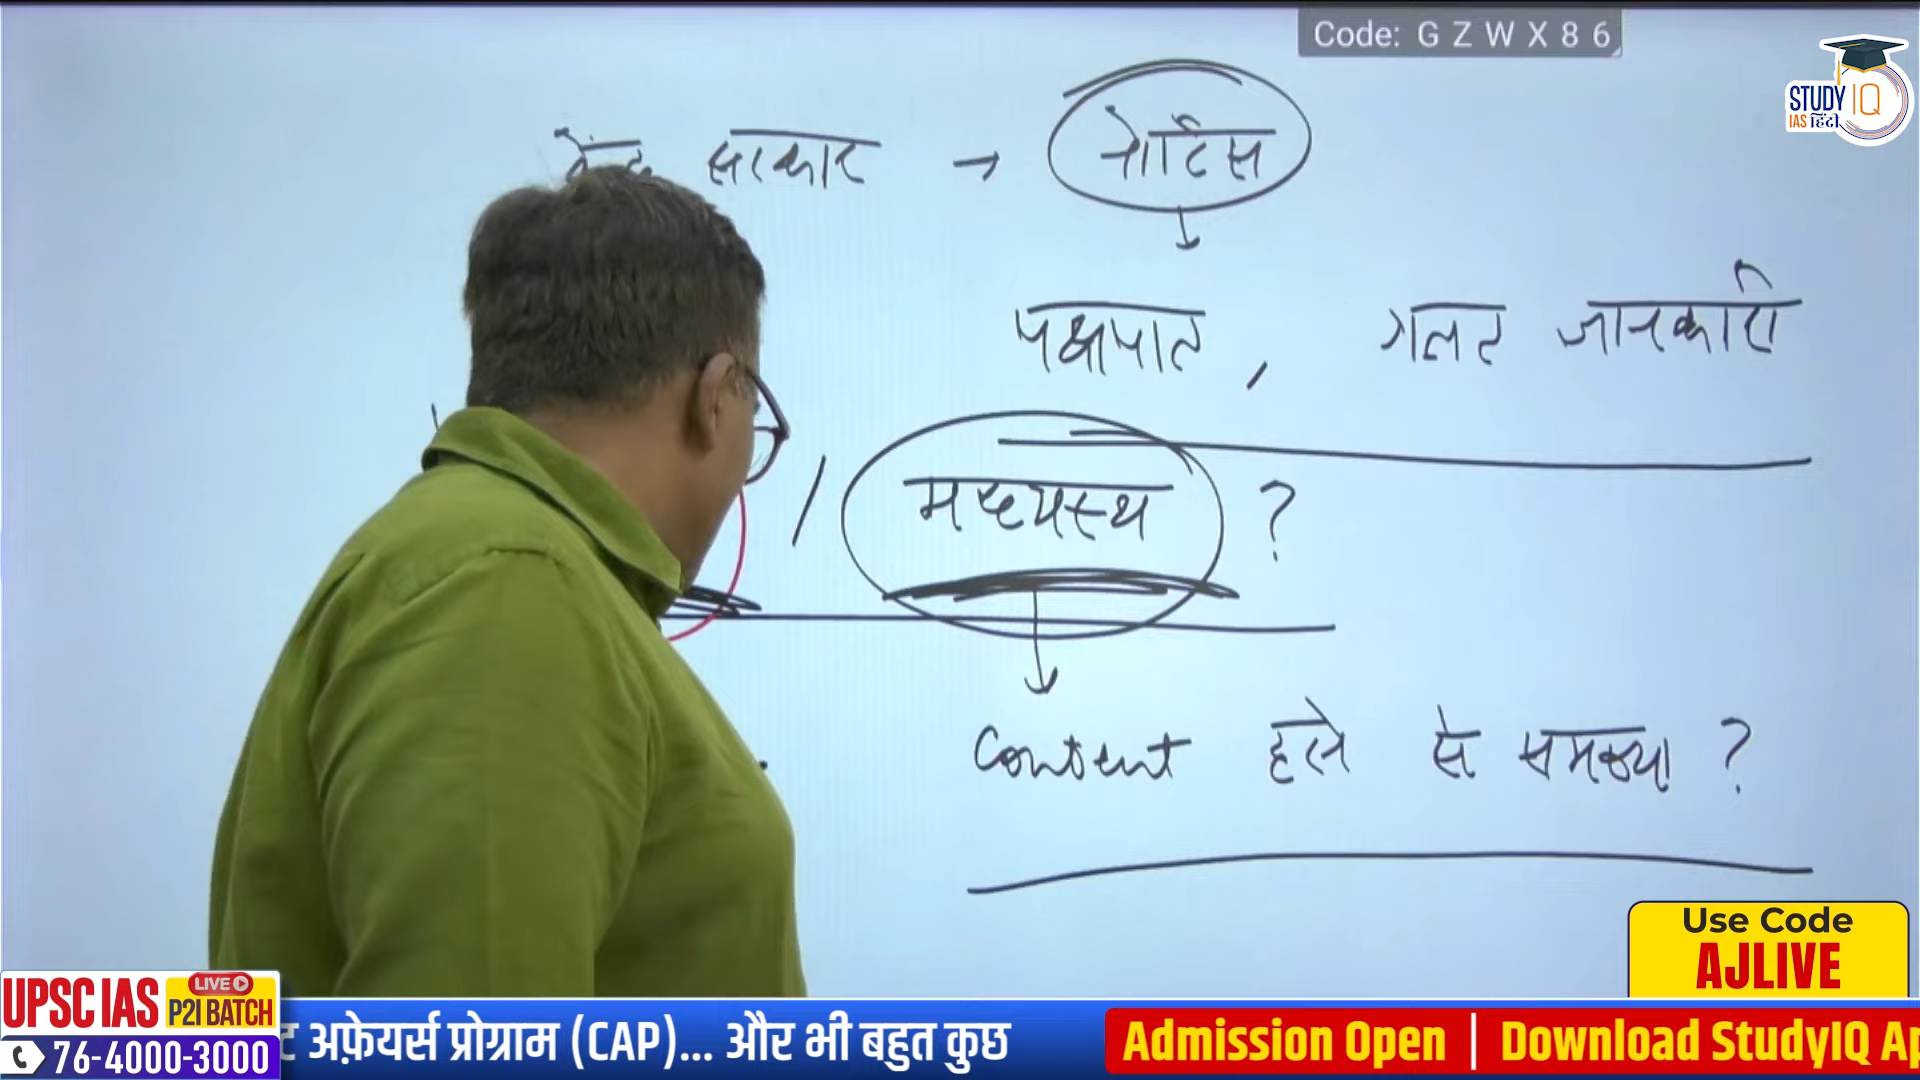 Code: G Z W X 8 6
STUDY IQ
IAS हिंदी
केंद्र सरकार → नोटिस
पक्षपात, गलत जानकारी
/ मध्यस्थ ?
Content हटाने से समस्या ?
Use Code
AJLIVE
LIVE
UPSC IAS P2I BATCH
76-4000-3000
ट अफ़ेयर्स प्रोग्राम (CAP)... और भी बहुत कुछ
Admission Open | Download StudyIQ Ap